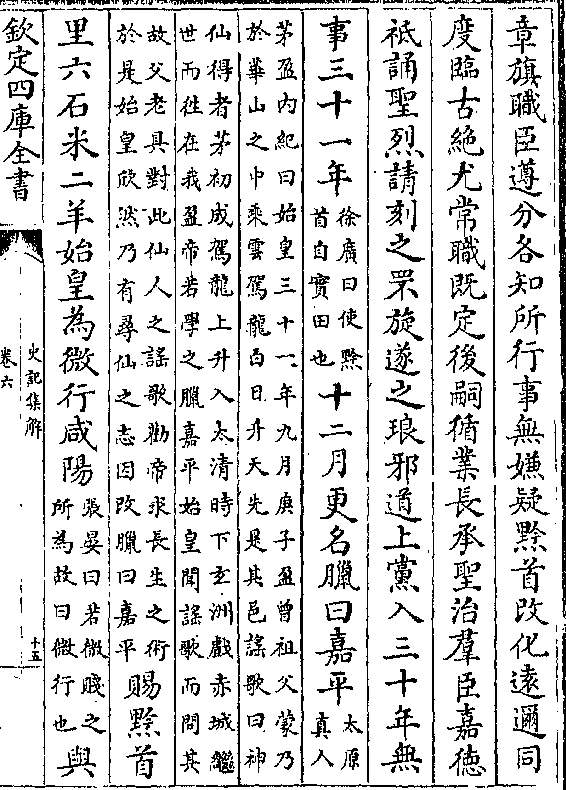 章旗職臣遵分各知所行事無嫌疑黔首改化遠邇同
度臨古絶尤常職既定後嗣循業長承聖治羣臣嘉徳
祗誦聖烈請刻之罘旋遂之琅邪道上黨入三十年無
事三十一年
徐廣曰使黔
首自實田也
十二月更名臘曰嘉平
太原
真人
茅盈内紀曰始皇三十一年九月庚子盈曾祖父蒙乃
於華山之中乘雲駕龍白日升天先是其邑謡歌曰神
仙得者茅初成駕龍上升入太清時下玄洲戲赤城繼
世而徃在我盈帝若學之臘嘉平始皇聞謡歌而問其
故父老具對此仙人之謡歌勸帝求長生之術
於是始皇欣然乃有尋仙之志因改臘曰嘉平
賜黔首
里六石米二羊始皇為微行咸陽
張晏曰若微賤之
所為故曰微行也
與
欽定四庫全書
史記集解
卷六
十五